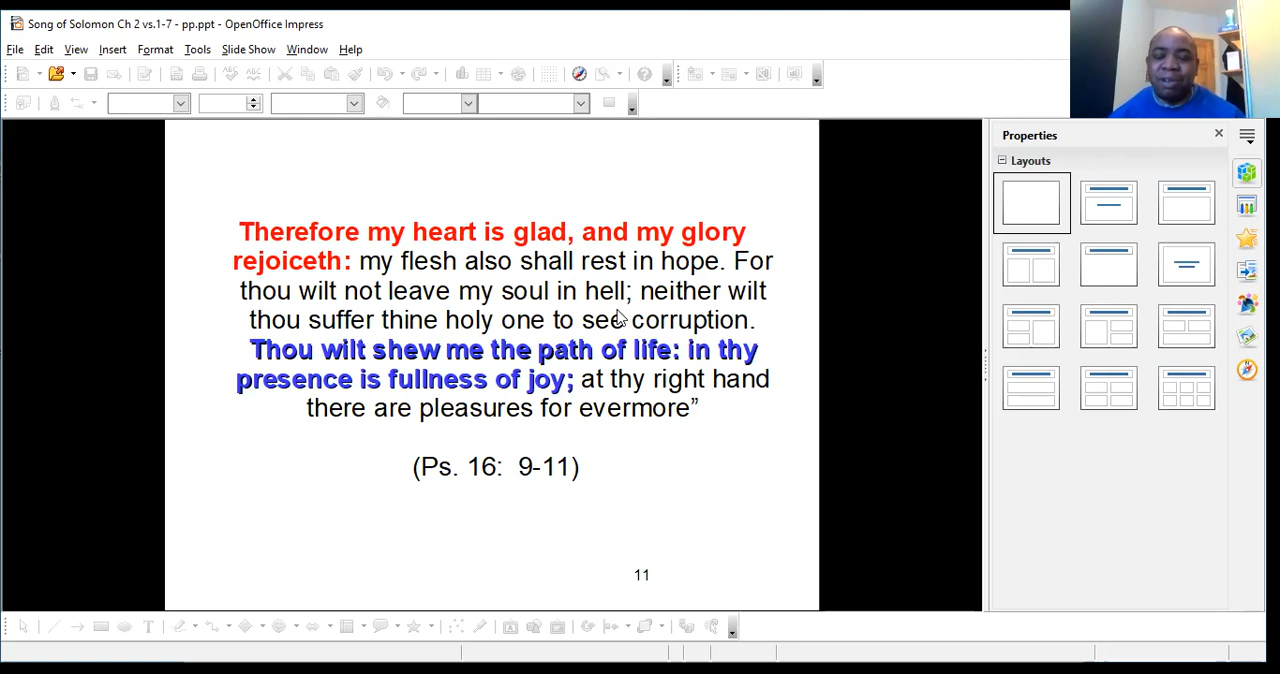 Song of Solomon Ch 2 vs.1-7 - pp.ppt - OpenOffice Impress
File Edit View Insert Format Tools Slide Show Window Help
Properties
Layouts
Therefore my heart is glad, and my glory
rejoiceth: my flesh also shall rest in hope. For
thou wilt not leave my soul in hell; neither wilt
thou suffer thine holy one to see corruption.
Thou wilt shew me the path of life: in thy
presence is fullness of joy; at thy right hand
there are pleasures for evermore”
(Ps. 16: 9-11)
11